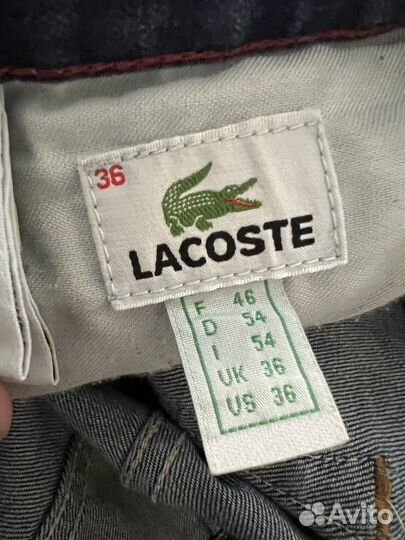 36
LACOSTE
F 46
D 54
I 54
UK 36
US 36
Avito